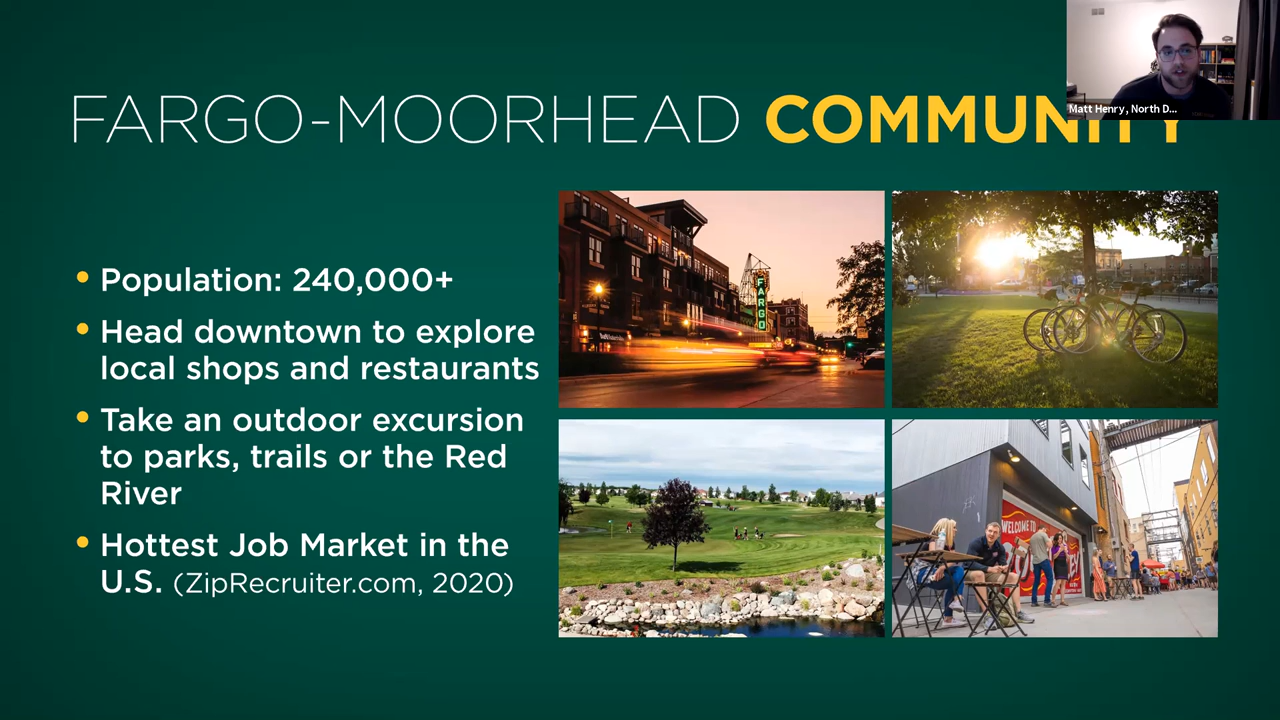 Matt Henry, North D...
FARGO-MOORHEAD COMMUNITY
• Population: 240,000+
• Head downtown to explore
local shops and restaurants
• Take an outdoor excursion
to parks, trails or the Red
River
• Hottest Job Market in the
U.S. (ZipRecruiter.com, 2020)
FARGO
WELCOME TO